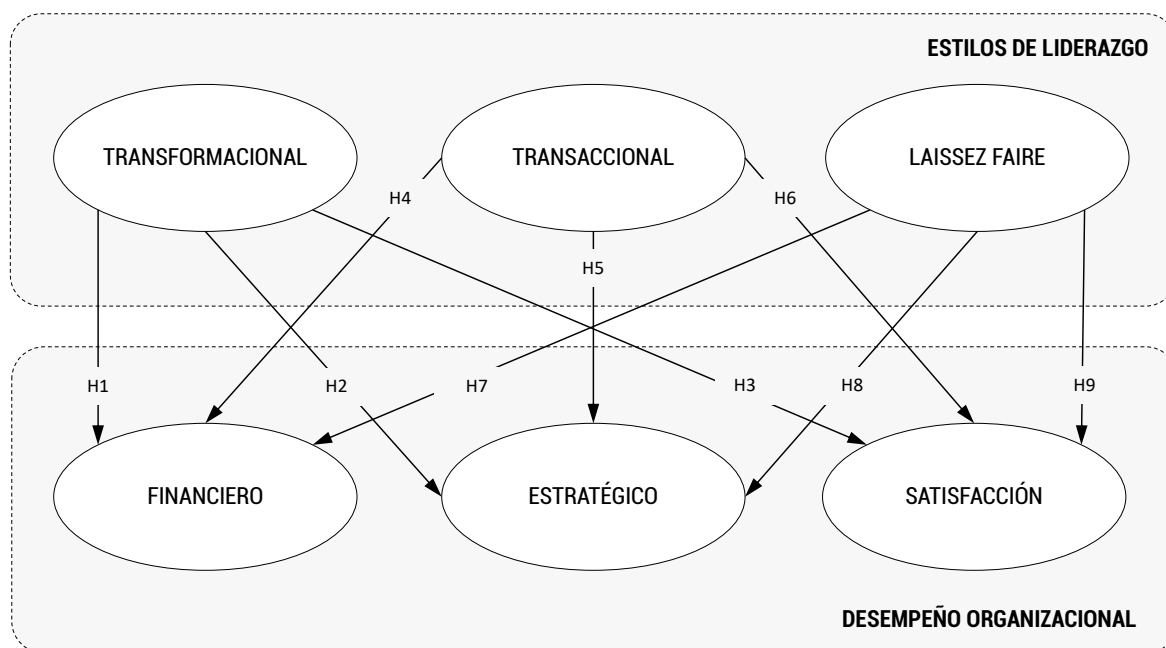 ESTILOS DE LIDERAZGO
TRANSFORMACIONAL
TRANSACCIONAL
LAISSEZ FAIRE
H4
H6
H5
H1
H2
H7
H3
H8
H9
FINANCIERO
ESTRATÉGICO
SATISFACCIÓN
DESEMPEÑO ORGANIZACIONAL